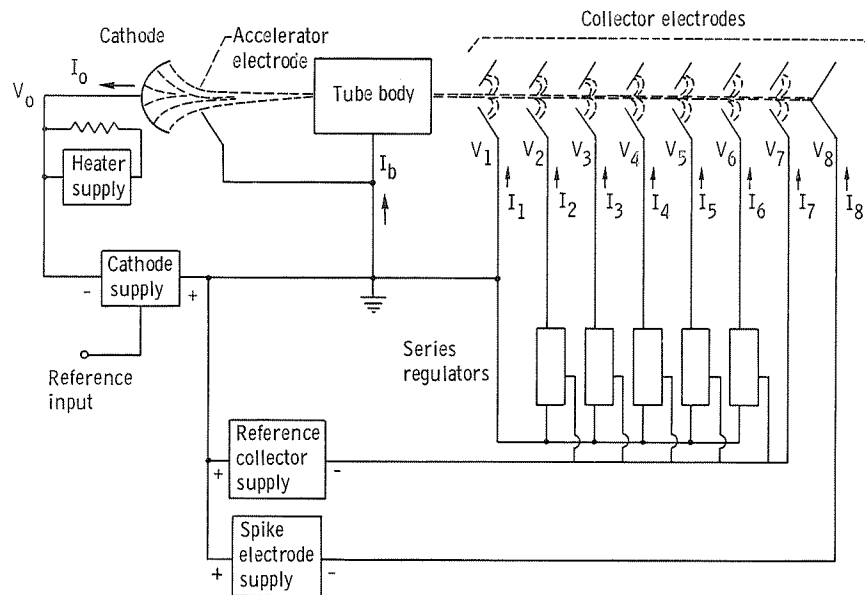 Collector electrodes
Cathode
Accelerator
electrode
I₀
V₀
Tube body
Heater
supply
I_b
V₁ V₂ V₃ V₄ V₅ V₆ V₇ V₈
I₁ I₂ I₃ I₄ I₅ I₆ I₇ I₈
Cathode
supply
- +
Reference
input
Series
regulators
Reference
collector
supply
+ -
Spike
electrode
supply
+ -